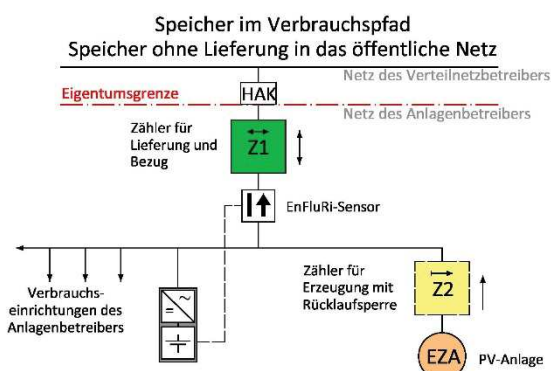 Speicher im Verbrauchspfad
Speicher ohne Lieferung in das öffentliche Netz
Netz des Verteilnetzbetreibers
Eigentumsgrenze
HAK
Netz des Anlagenbetreibers
Zähler für
Lieferung und
Bezug
Z1
EnFluRi-Sensor
Verbrauchs-
einrichtungen des
Anlagenbetreibers
Zähler für
Erzeugung mit
Rücklaufsperre
Z2
EZA
PV-Anlage